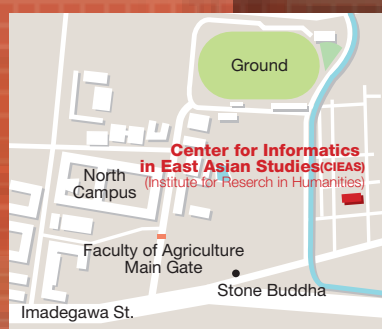 Ground
Center for Informatics
in East Asian Studies(CIEAS)
(Institute for Reserch in Humanities)
North
Campus
Faculty of Agriculture
Main Gate
Stone Buddha
Imadegawa St.